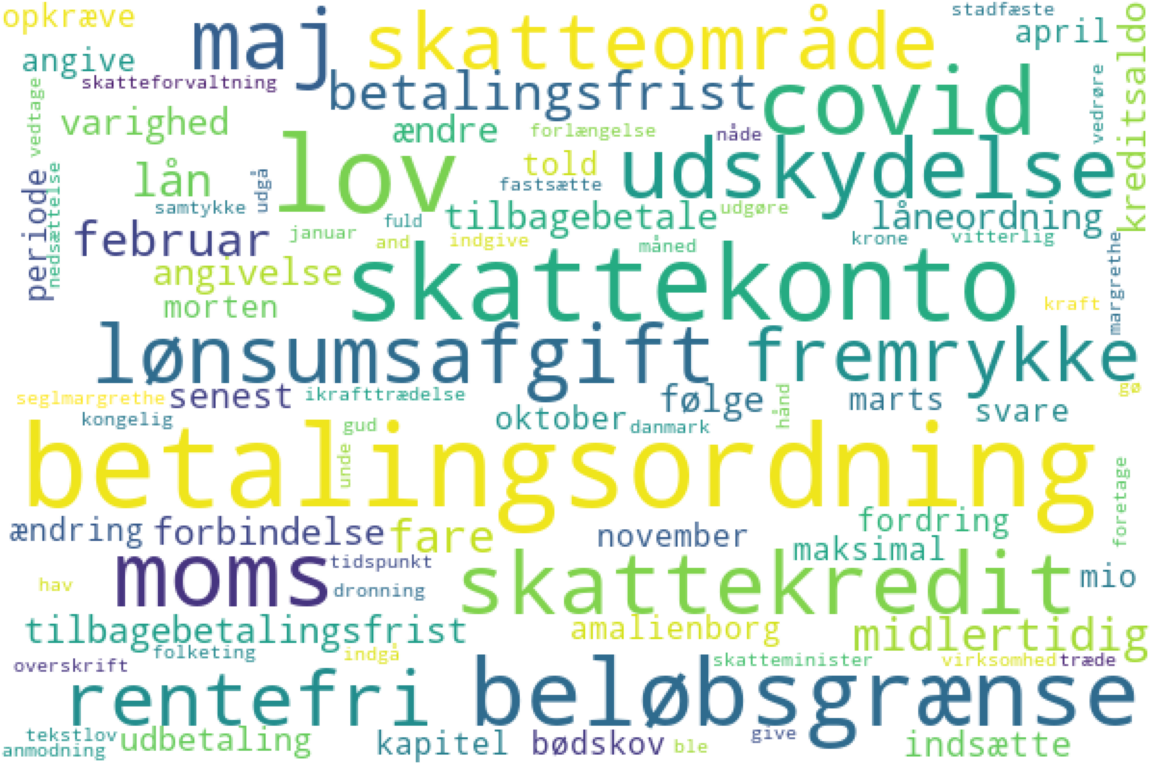 opkræve
maj
skatteområde
stadfæste
april
kreditsaldo
angive
skatteforvaltning
betalingsfrist
covid
vedrøre
vedtage
varighed
ændre
forlængelse
nåde
lov
told
udskydelse
lån
udgå
fastsætte
periode
nedsættelse
samtykke
fuld
tilbagebetale
udgøre
låneordning
februar
januar
and
indgive
måned
krone
vitterlig
margrethe
angivelse
skattekonto
morten
kraft
lønsumsafgift
fremrykke
gø
seglmargrethe
senest
ikrafttrædelse
følge
hånd
marts
svare
kongelig
oktober
danmark
gud
betalingsordning
unde
foretage
ændring
forbindelse
fare
november
fordring
maksimal
moms
tidspunkt
skattekredit
mio
hav
dronning
tilbagebetalingsfrist
amalienborg
midlertidig
folketing
indgå
overskrift
skatteminister
virksomhed
træde
rentefri
beløbsgrænse
tekstlov
anmodning
udbetaling
kapitel
bødskov
ble
give
indsætte